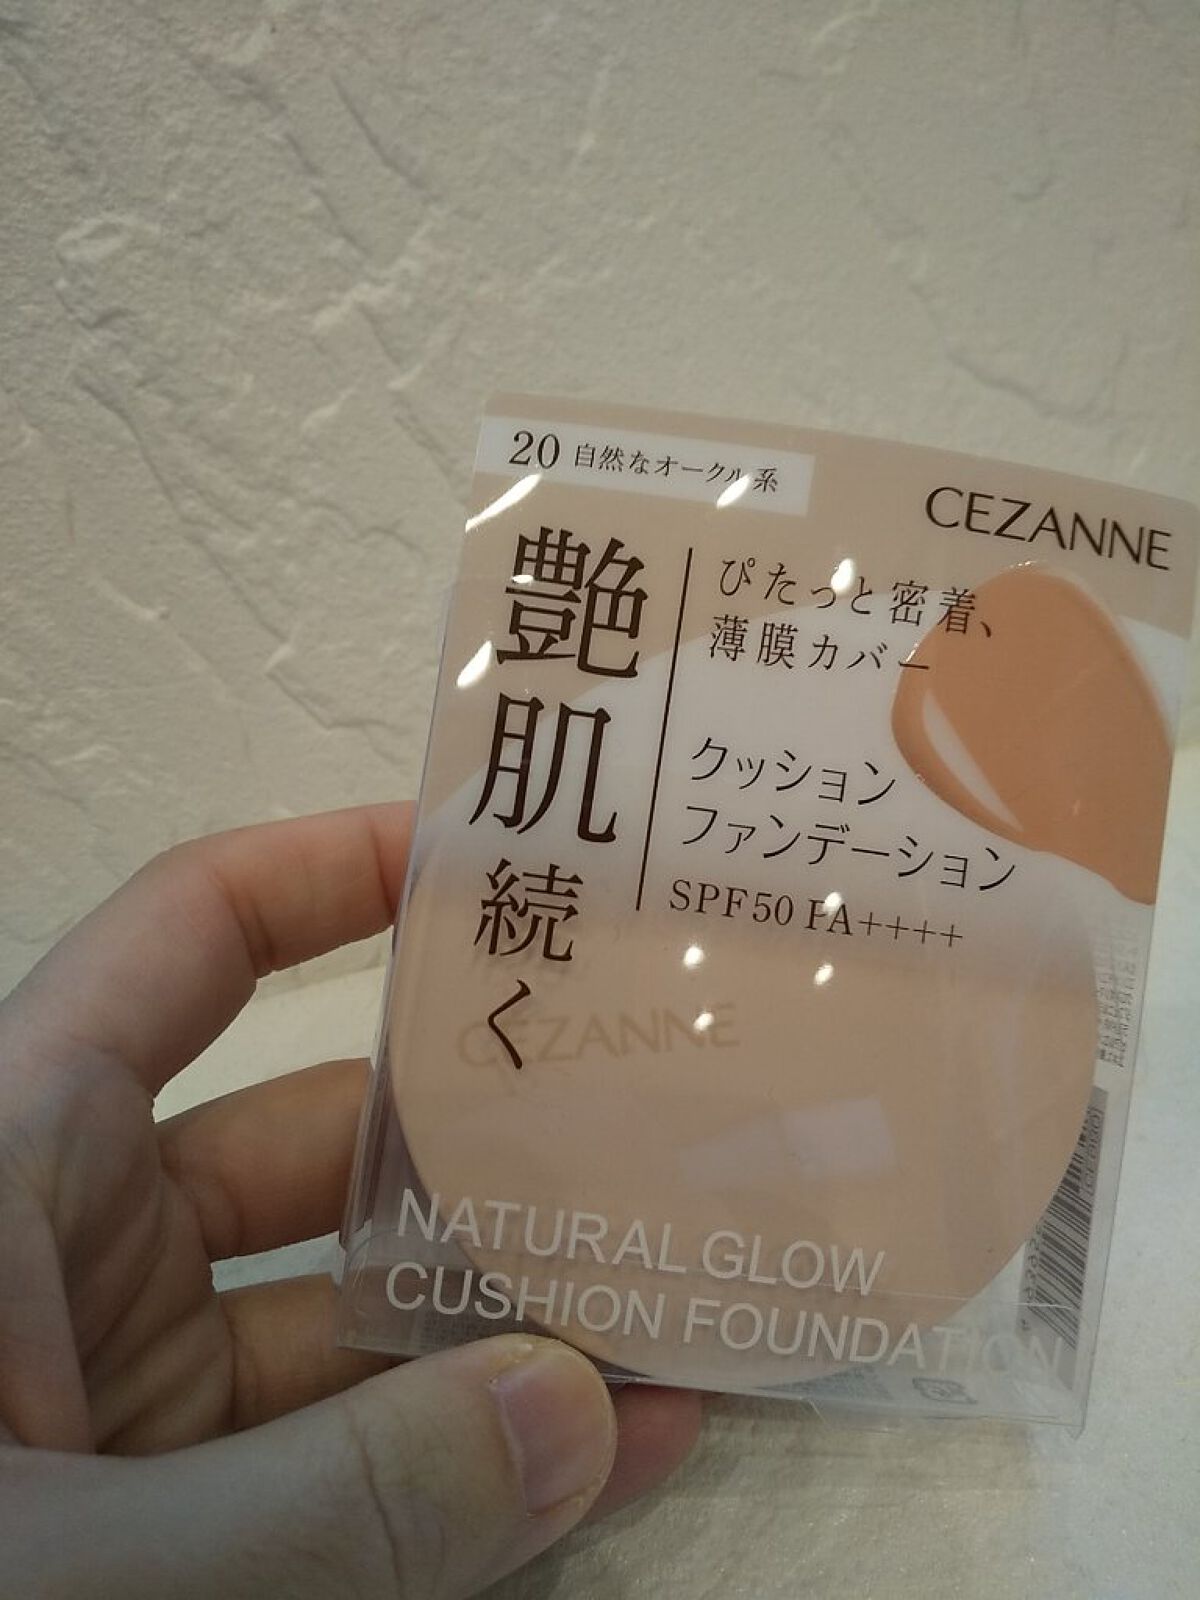 20 自然なオークル系
CEZANNE
艶肌続く
ぴたっと密着、
薄膜カバー
クッション
ファンデーション
SPF50 PA++++
CEZANNE
NATURAL GLOW
CUSHION FOUNDATION